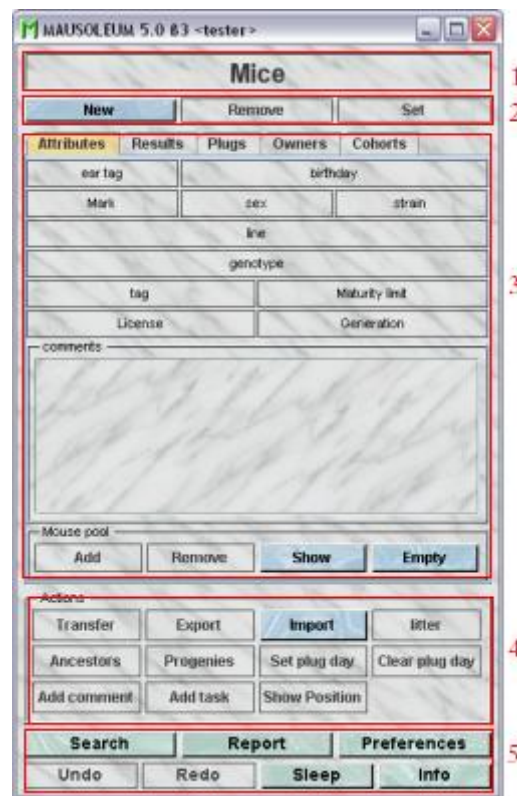 MAUSOLEUM 5.0 ß3 <tester>
Mice
1
New Remove Set
2
Attributes Results Plugs Owners Cohorts
ear tag birthday
Mark sex strain
line
genotype
3
tag Maturity limit
License Generation
comments
Mouse pool
Add Remove Show Empty
Actions
Transfer Export Import litter
4
Ancestors Progenies Set plug day Clear plug day
Add comment Add task Show Position
Search Report Preferences
5
Undo Redo Sleep Info